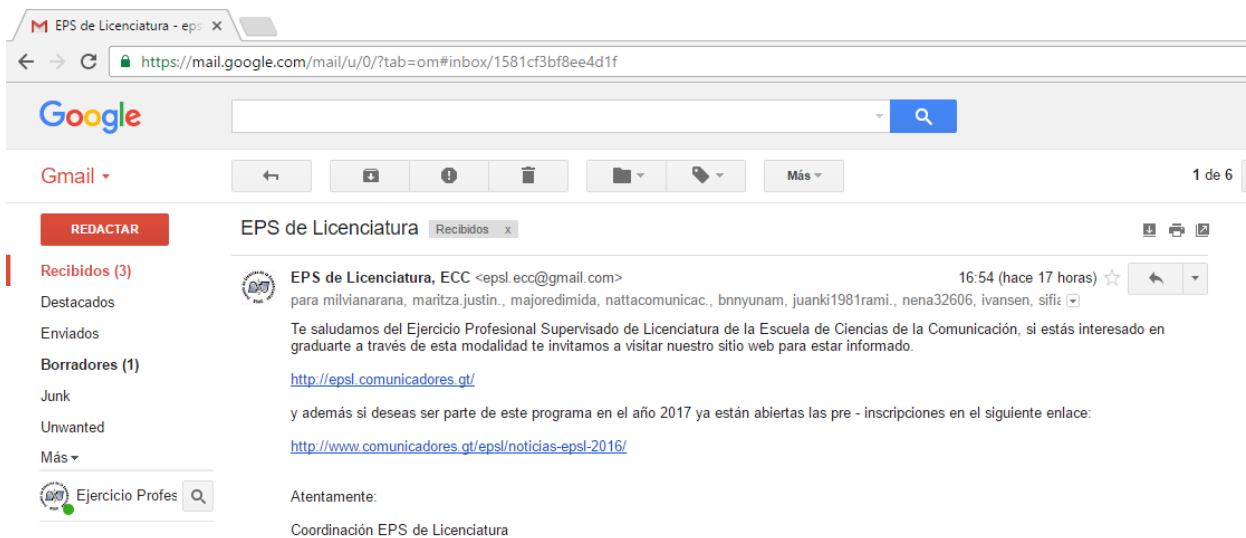 EPS de Licenciatura - eps
https://mail.google.com/mail/u/0/?tab=om#inbox/1581cf3bf8ee4d1f
Google
Gmail
Más
1 de 6
REDACTAR
EPS de Licenciatura Recibidos x
Recibidos (3)
EPS de Licenciatura, ECC <epsl.ecc@gmail.com> 16:54 (hace 17 horas)
para milvianarana, maritza.justin., majoredimida, nattacomunicac., bnnyunam, juanki1981rami., nena32606, ivansen, sifia
Destacados
Enviados
Borradores (1)
Junk
Unwanted
Más
Ejercicio Profes
Te saludamos del Ejercicio Profesional Supervisado de Licenciatura de la Escuela de Ciencias de la Comunicación, si estás interesado en
graduarte a través de esta modalidad te invitamos a visitar nuestro sitio web para estar informado.
http://epsl.comunicadores.gt/
y además si deseas ser parte de este programa en el año 2017 ya están abiertas las pre - inscripciones en el siguiente enlace:
http://www.comunicadores.gt/epsl/noticias-epsl-2016/
Atentamente:
Coordinación EPS de Licenciatura